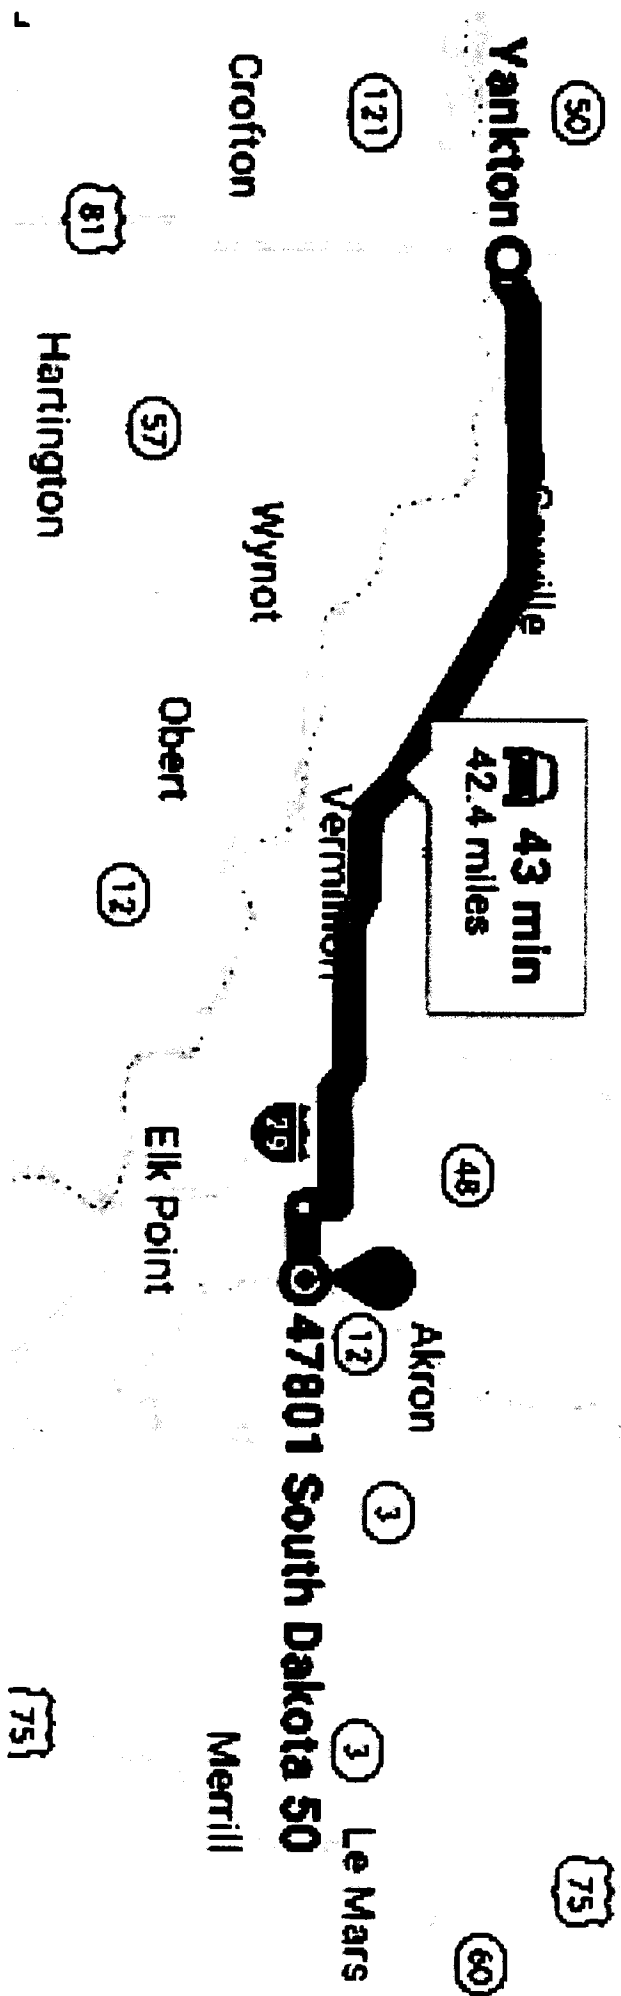 50
Yankton
121
Crofton
81
Hartington
57
Wynot
43 min
42.4 miles
Vermillion
Obert
12
48
29
Elk Point
Akron
12
47801 South Dakota 50
3
3
Merrill
Le Mars
75
75
60